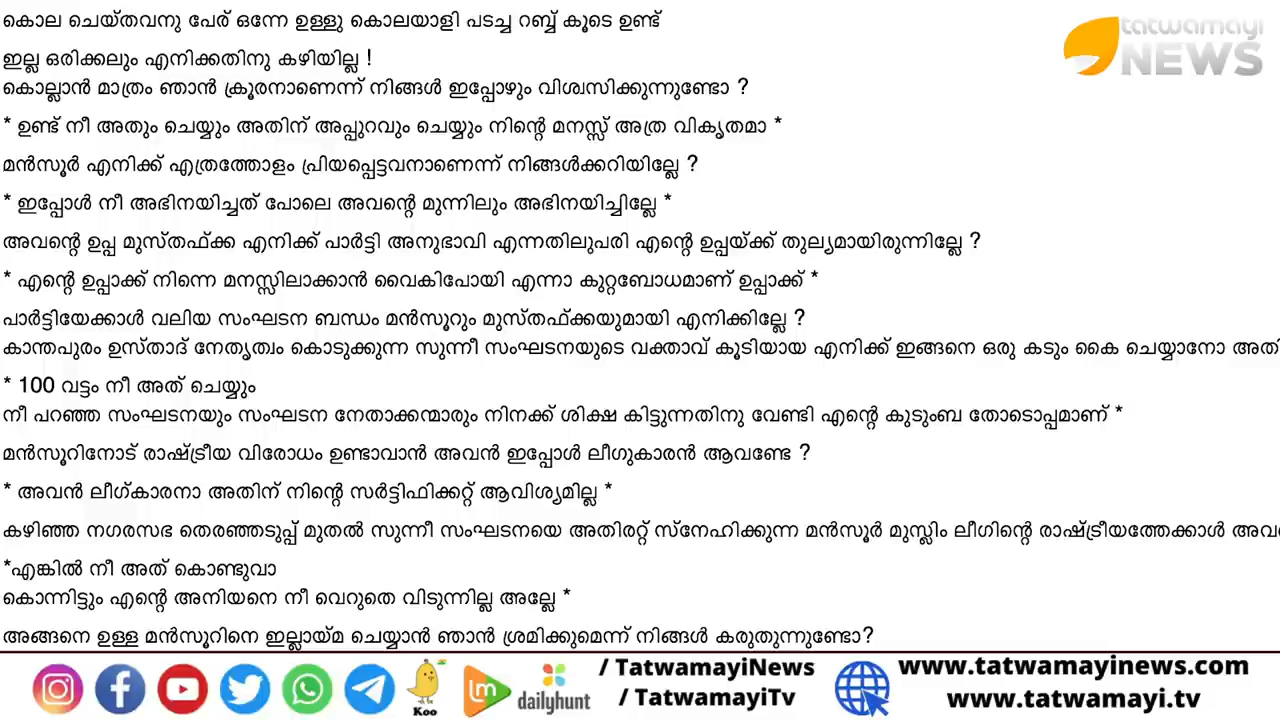 കൊല ചെയ്തവനു പേര് ഒന്നേ ഉള്ളു കൊലയാളി പടച്ച റബ്ബ് കൂടെ ഉണ്ട്
ഇല്ല ഒരിക്കലും എനിക്കതിനു കഴിയില്ല !
കൊല്ലാൻ മാത്രം ഞാൻ ക്രൂരനാണെന്ന് നിങ്ങൾ ഇപ്പോഴും വിശ്വസിക്കുന്നുണ്ടോ ?
* ഉണ്ട് നീ അതും ചെയ്യും അതിന് അപ്പുറവും ചെയ്യും നിന്റെ മനസ്സ് അത്ര വികൃതമാ *
മൻസൂർ എനിക്ക് എത്രത്തോളം പ്രിയപ്പെട്ടവനാണെന്ന് നിങ്ങൾക്കറിയില്ലേ ?
* ഇപ്പോൾ നീ അഭിനയിച്ചത് പോലെ അവന്റെ മുന്നിലും അഭിനയിച്ചില്ലേ *
അവന്റെ ഉപ്പ മുസ്തഫ്ക്ക എനിക്ക് പാർട്ടി അനുഭാവി എന്നതിലുപരി എന്റെ ഉപ്പയ്ക്ക് തുല്യമായിരുന്നില്ലേ ?
* എന്റെ ഉപ്പാക്ക് നിന്നെ മനസ്സിലാക്കാൻ വൈകിപോയി എന്നാ കുറ്റബോധമാണ് ഉപ്പാക്ക് *
പാർട്ടിയേക്കാൾ വലിയ സംഘടന ബന്ധം മൻസൂറും മുസ്തഫ്ക്കയുമായി എനിക്കില്ലേ ?
കാന്തപുരം ഉസ്താദ് നേതൃത്വം കൊടുക്കുന്ന സുന്നീ സംഘടനയുടെ വക്താവ് കൂടിയായ എനിക്ക് ഇങ്ങനെ ഒരു കടും കൈ ചെയ്യാനോ അതി
* 100 വട്ടം നീ അത് ചെയ്യും
നീ പറഞ്ഞ സംഘടനയും സംഘടന നേതാക്കന്മാരും നിനക്ക് ശിക്ഷ കിട്ടുന്നതിനു വേണ്ടി എന്റെ കുടുംബ തോടൊപ്പമാണ് *
മൻസൂറിനോട് രാഷ്ട്രീയ വിരോധം ഉണ്ടാവാൻ അവൻ ഇപ്പോൾ ലീഗുകാരൻ ആവണ്ടേ ?
* അവൻ ലീഗ്കാരനാ അതിന് നിന്റെ സർട്ടിഫിക്കറ്റ് ആവിശ്യമില്ല *
കഴിഞ്ഞ നഗരസഭ തെരഞ്ഞടുപ്പ് മുതൽ സുന്നീ സംഘടനയെ അതിരറ്റ് സ്നേഹിക്കുന്ന മൻസൂർ മുസ്ലിം ലീഗിന്റെ രാഷ്ട്രീയത്തേക്കാൾ അവ
*എങ്കിൽ നീ അത് കൊണ്ടുവാ
കൊന്നിട്ടും എന്റെ അനിയനെ നീ വെറുതെ വിടുന്നില്ല അല്ലേ *
അങ്ങനെ ഉള്ള മൻസൂറിനെ ഇല്ലായ്മ ചെയ്യാൻ ഞാൻ ശ്രമിക്കുമെന്ന് നിങ്ങൾ കരുതുന്നുണ്ടോ?
tatwamayi
NEWS
Koo
dailyhunt
/ TatwamayiNews
/ TatwamayiTv
www.tatwamayinews.com
www.tatwamayi.tv